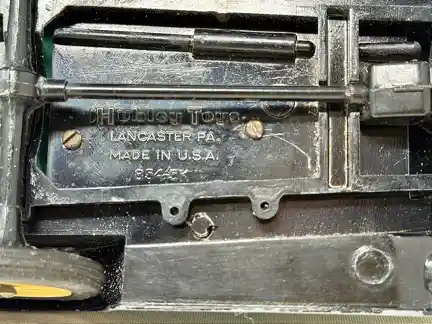 HUBLEY TOYS
LANCASTER PA.
MADE IN U.S.A.